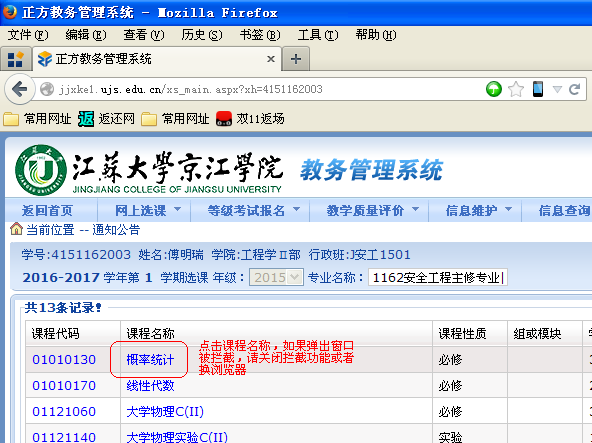 正方教务管理系统 - Mozilla Firefox
文件(F) 编辑(E) 查看(V) 历史(S) 书签(B) 工具(T) 帮助(H)
正方教务管理系统 × +
jjxke1.ujs.edu.cn/xs_main.aspx?xh=4151162003
常用网址 返 返还网 常用网址 双11返场
江苏大學京江學院 教务管理系统
JINGJIANG COLLEGE OF JIANGSU UNIVERSITY
返回首页 网上选课 等级考试报名 教学质量评价 信息维护 信息查询
当前位置 -- 通知公告
学号:4151162003 姓名:傅明瑞 学院:工程学Ⅱ部 行政班:J安工1501
2016-2017 学年第 1 学期选课 年级：2015 专业名称：1162安全工程主修专业|
共13条记录！
课程代码 课程名称 课程性质 组或模块
01010130 概率统计 必修
点击课程名称，如果弹出窗口
被拦截，请关闭拦截功能或者
换浏览器
01010170 线性代数 必修
01121060 大学物理C(II) 必修
01121140 大学物理实验C(II) 实验